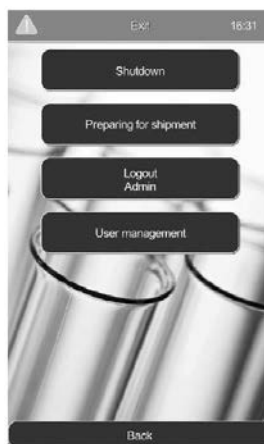 Exit 16:31
Shutdown
Preparing for shipment
Logout
Admin
User management
Back